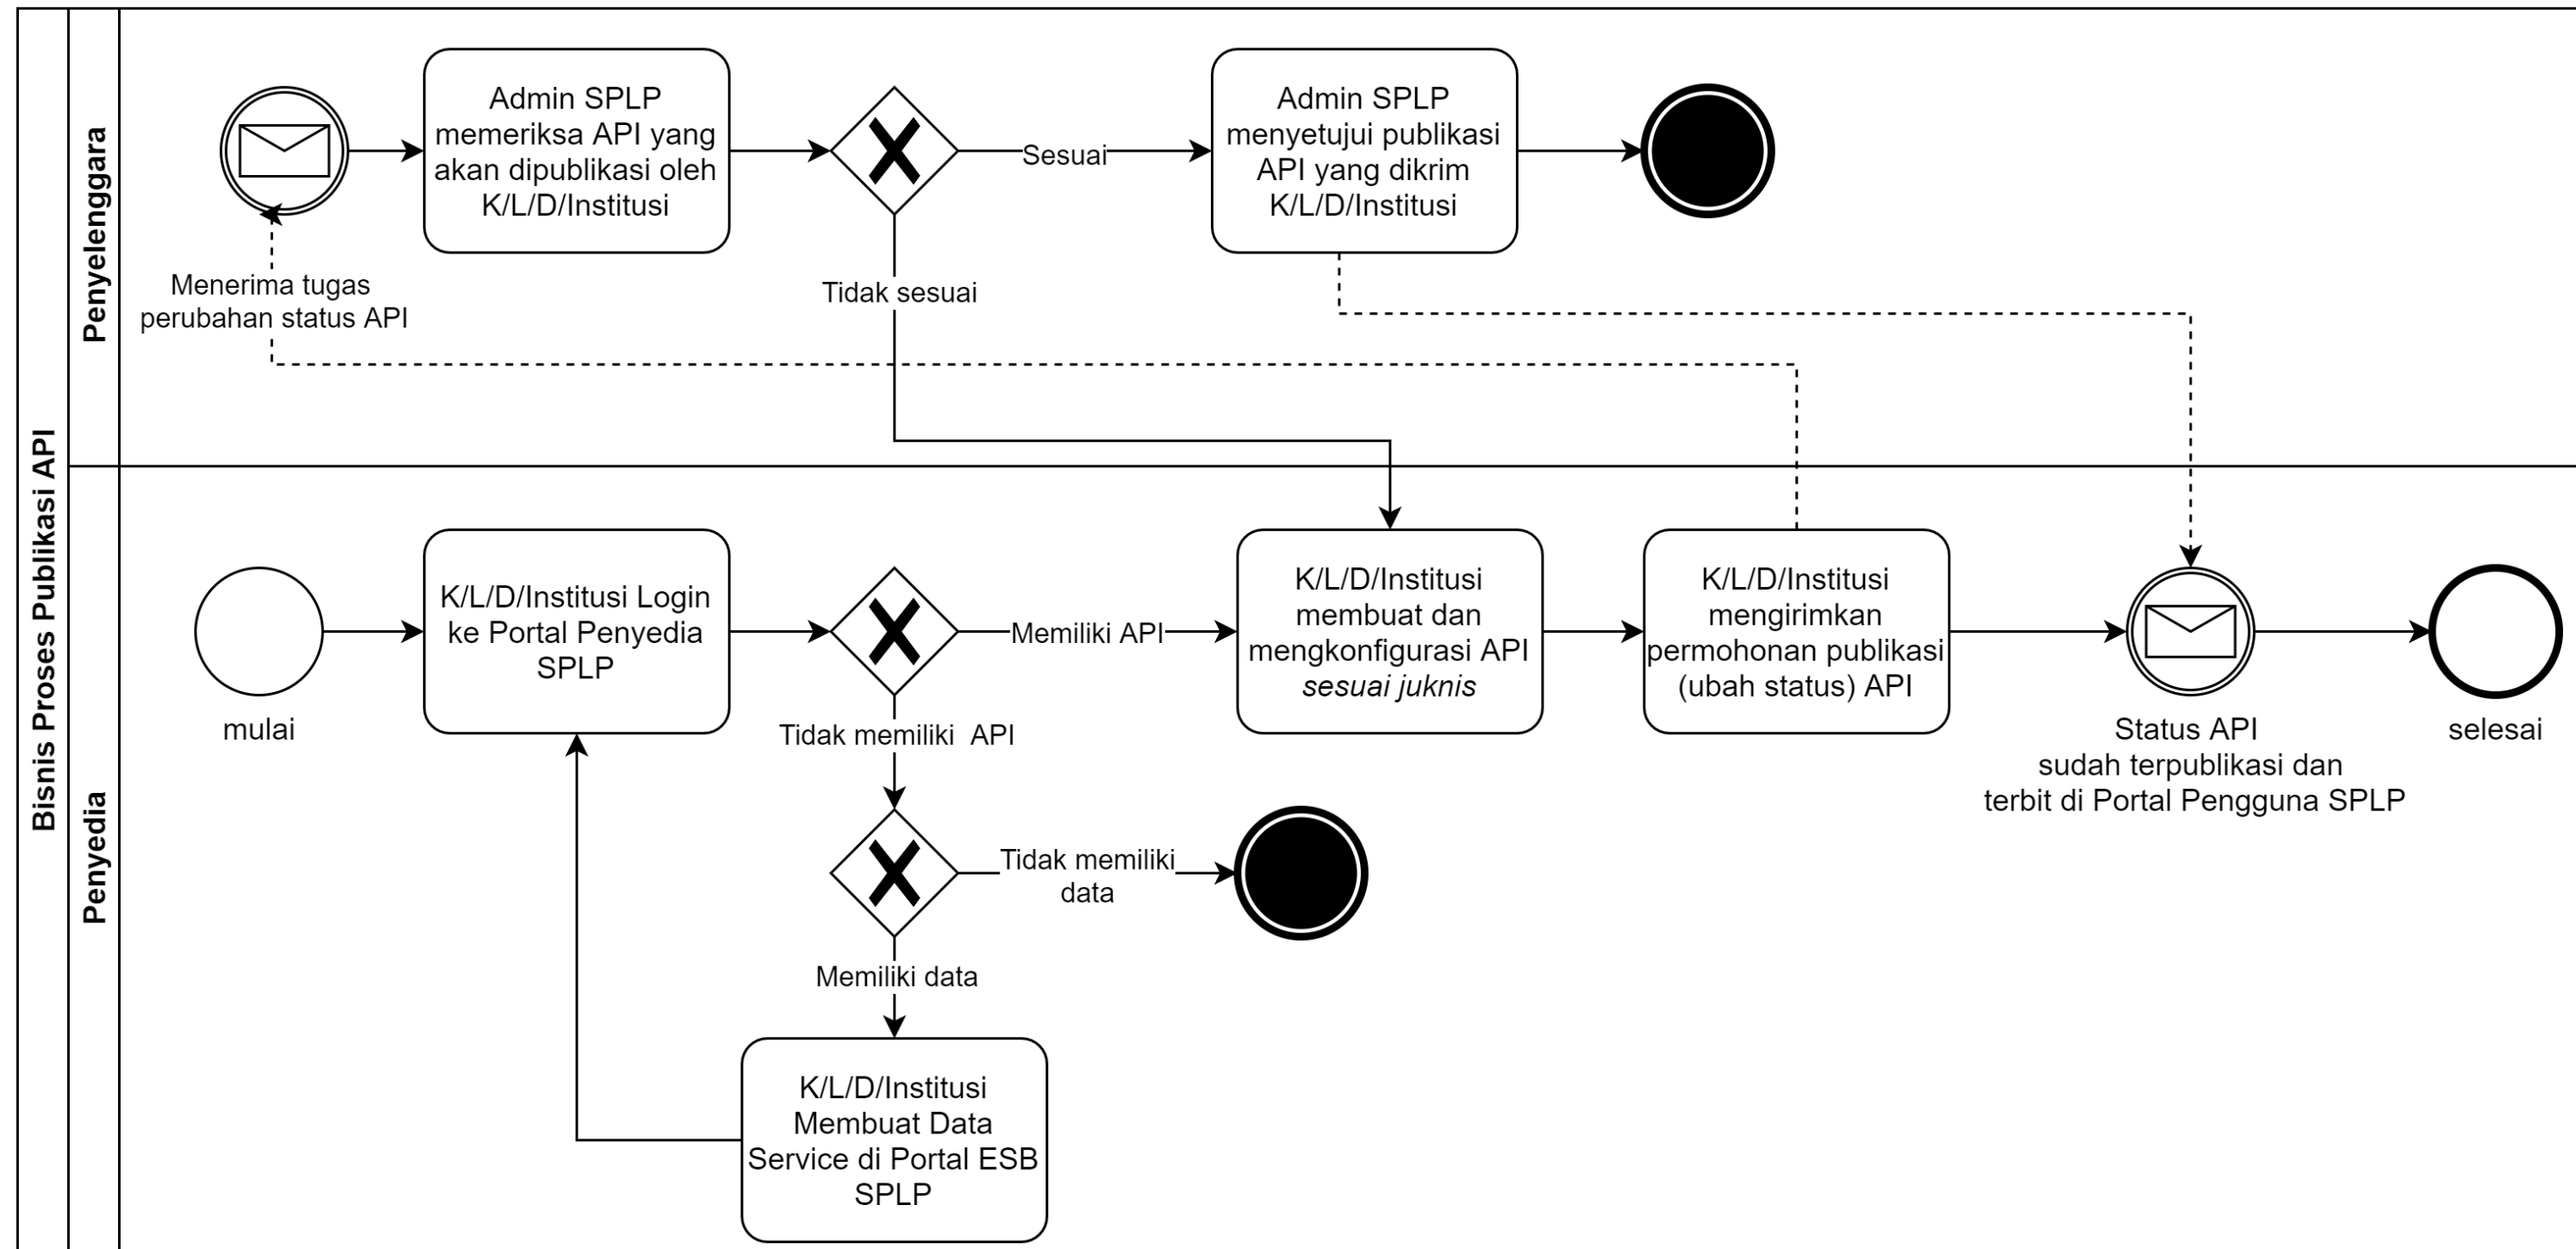 Bisnis Proses Publikasi API
Penyelenggara
Admin SPLP
memeriksa API yang
akan dipublikasi oleh
K/L/D/Institusi
Sesuai
Admin SPLP
menyetujui publikasi
API yang dikrim
K/L/D/Institusi
Menerima tugas
perubahan status API
Tidak sesuai
Penyedia
mulai
K/L/D/Institusi Login
ke Portal Penyedia
SPLP
Memiliki API
K/L/D/Institusi
membuat dan
mengkonfigurasi API
sesuai juknis
K/L/D/Institusi
mengirimkan
permohonan publikasi
(ubah status) API
Status API
sudah terpublikasi dan
terbit di Portal Pengguna SPLP
selesai
Tidak memiliki  API
Tidak memiliki
data
Memiliki data
K/L/D/Institusi
Membuat Data
Service di Portal ESB
SPLP